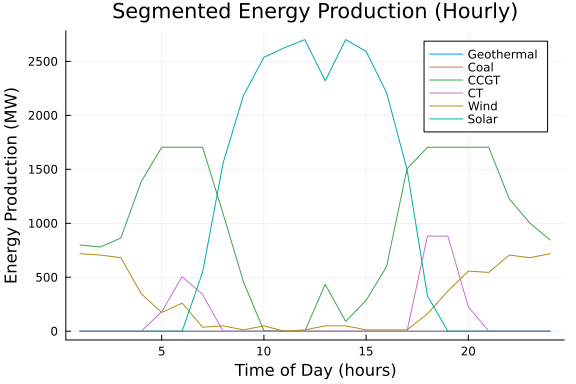 Segmented Energy Production (Hourly)
Energy Production (MW)
2500
2000
1500
1000
500
0
Geothermal
Coal
CCGT
CT
Wind
Solar
5
10
15
20
Time of Day (hours)